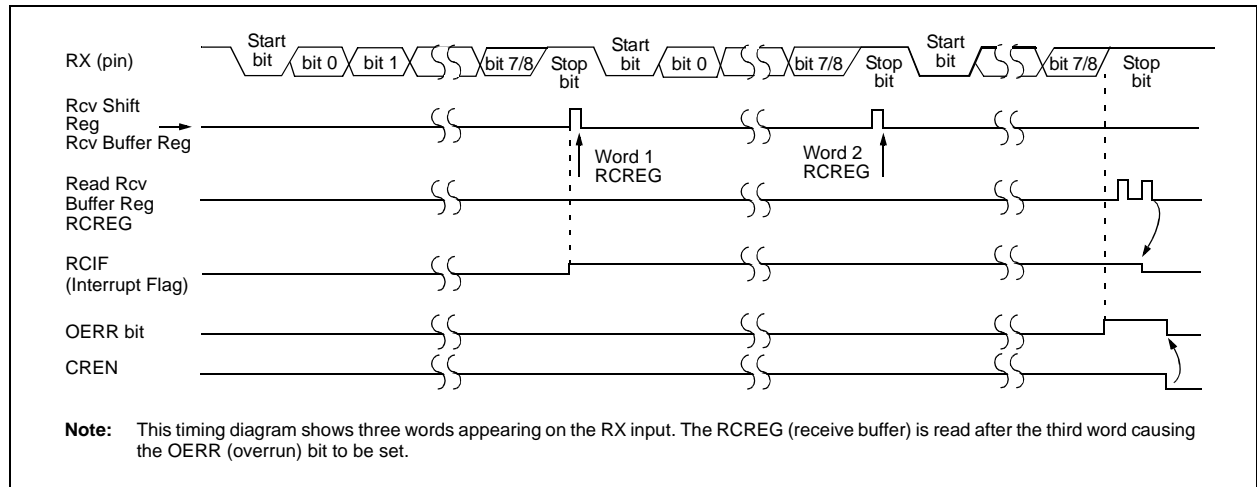 RX (pin)
Start
bit
bit 0
bit 1
bit 7/8
Stop
bit
Start
bit
bit 0
bit 7/8
Stop
bit
Start
bit
bit 7/8
Stop
bit
Rcv Shift
Reg
Rcv Buffer Reg
Word 1
RCREG
Word 2
RCREG
Read Rcv
Buffer Reg
RCREG
RCIF
(Interrupt Flag)
OERR bit
CREN
Note: This timing diagram shows three words appearing on the RX input. The RCREG (receive buffer) is read after the third word causing
the OERR (overrun) bit to be set.